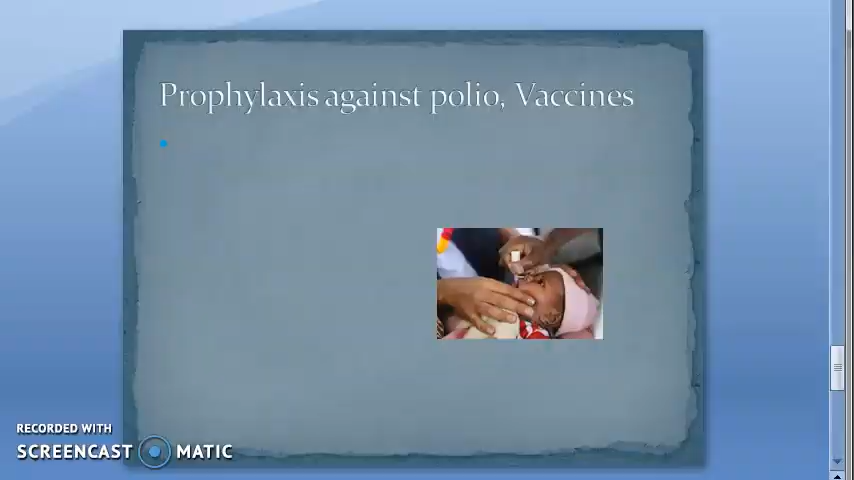 Prophylaxis against polio, Vaccines
RECORDED WITH
SCREENCAST MATIC